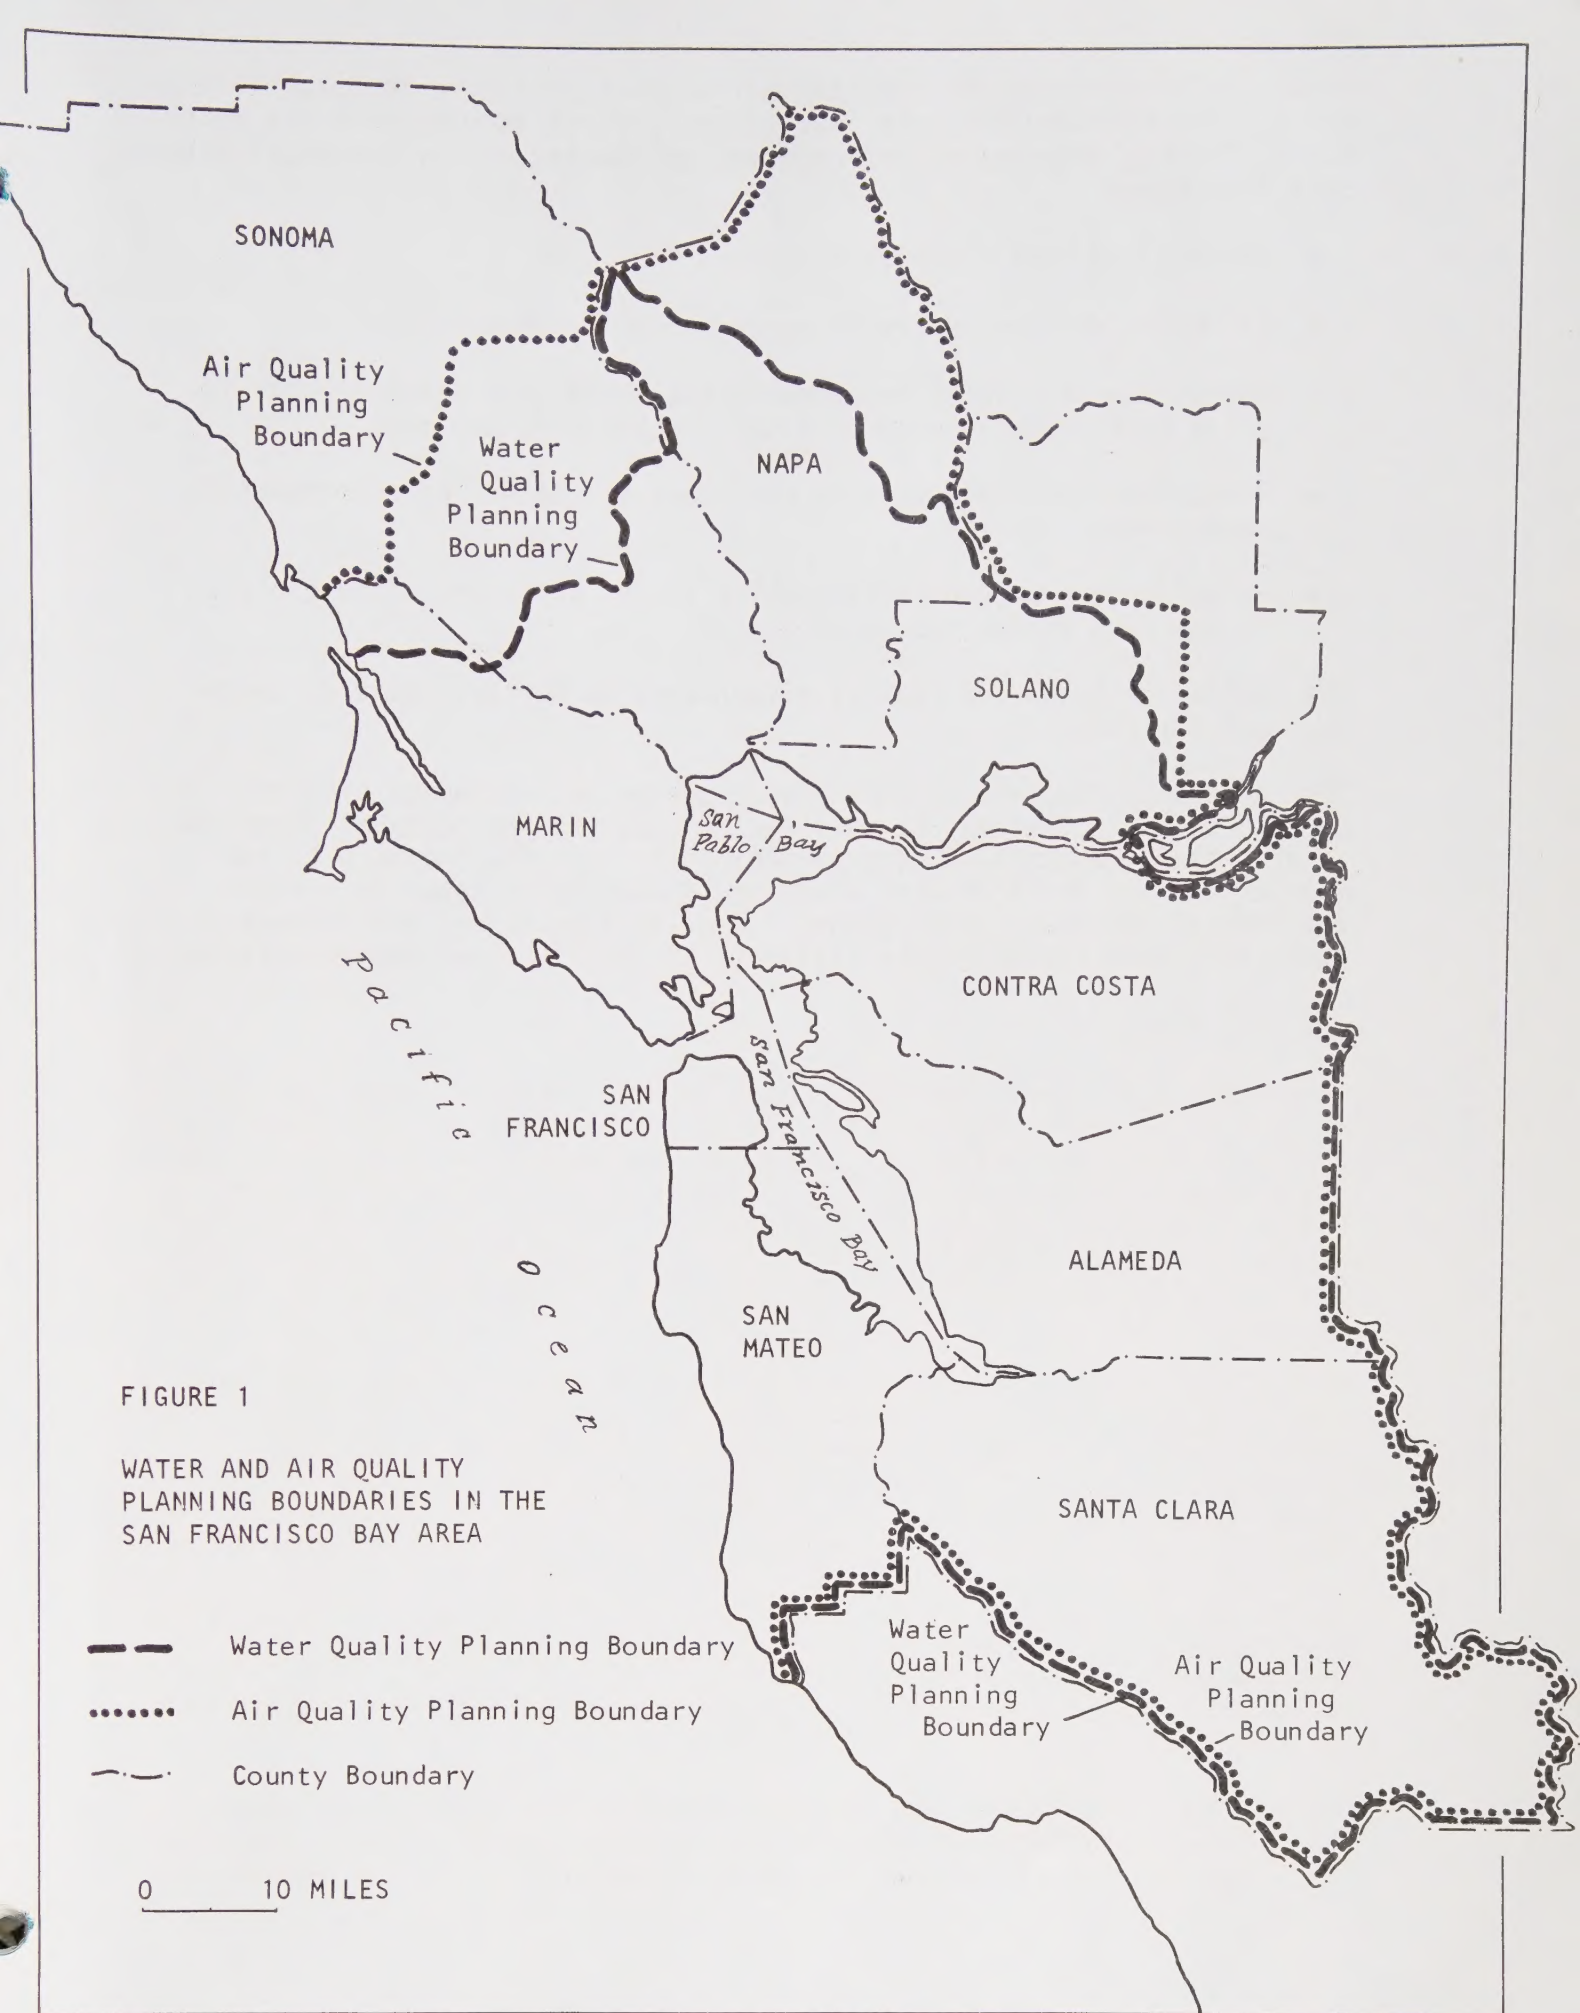 SONOMA
Air Quality
Planning
Boundary
Water
Quality
Planning
Boundary
NAPA
SOLANO
MARIN
San
Pablo Bay
CONTRA COSTA
Pacific
San Francisco Bay
SAN
FRANCISCO
ALAMEDA
Ocean
SAN
MATEO
FIGURE 1
WATER AND AIR QUALITY
PLANNING BOUNDARIES IN THE
SAN FRANCISCO BAY AREA
SANTA CLARA
Water Quality Planning Boundary
Air Quality Planning Boundary
County Boundary
Water
Quality
Planning
Boundary
Air Quality
Planning
Boundary
0 10 MILES